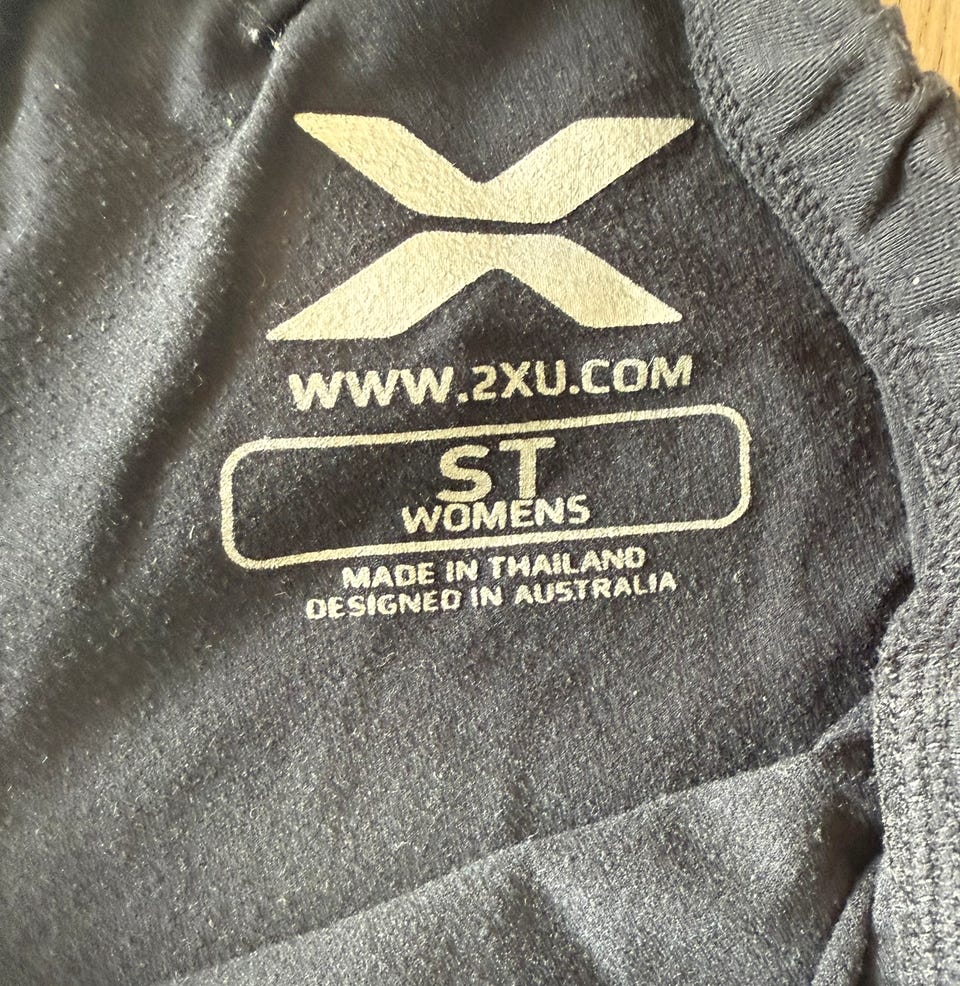 WWW.2XU.COM
ST
WOMENS
MADE IN THAILAND
DESIGNED IN AUSTRALIA